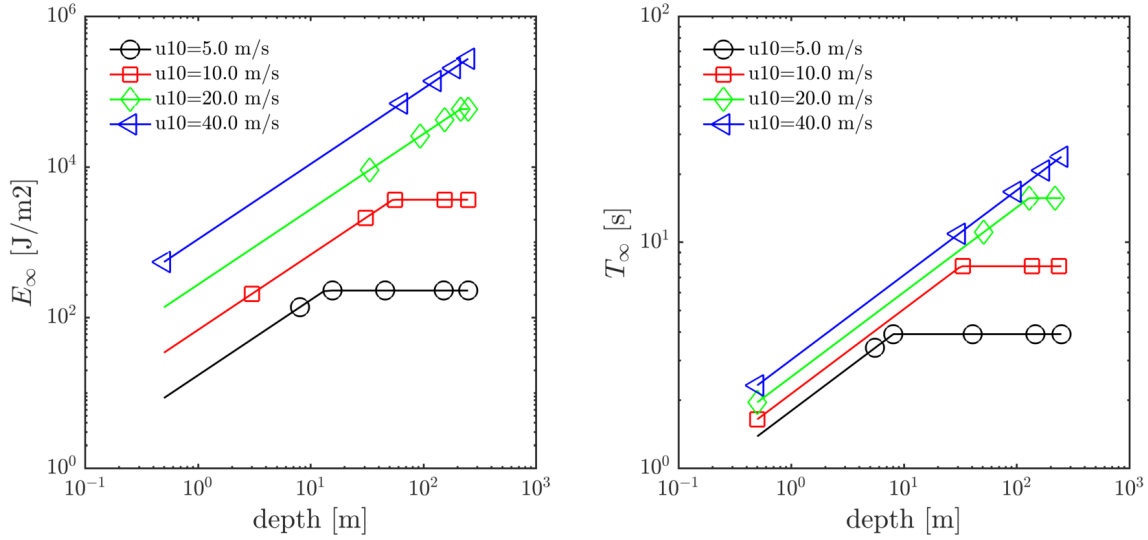 10^6
10^4
10^2
10^0
E_∞ [J/m2]
u10=5.0 m/s
u10=10.0 m/s
u10=20.0 m/s
u10=40.0 m/s
10^-1 10^0 10^1 10^2 10^3
depth [m]
10^2
10^1
10^0
T_∞ [s]
u10=5.0 m/s
u10=10.0 m/s
u10=20.0 m/s
u10=40.0 m/s
10^-1 10^0 10^1 10^2 10^3
depth [m]